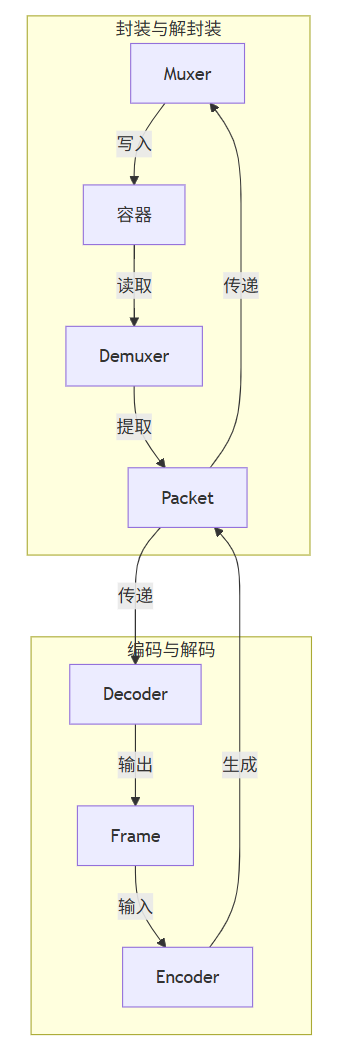 封装与解封装
Muxer
写入
容器
读取
传递
Demuxer
提取
Packet
传递
编码与解码
Decoder
输出
生成
Frame
输入
Encoder